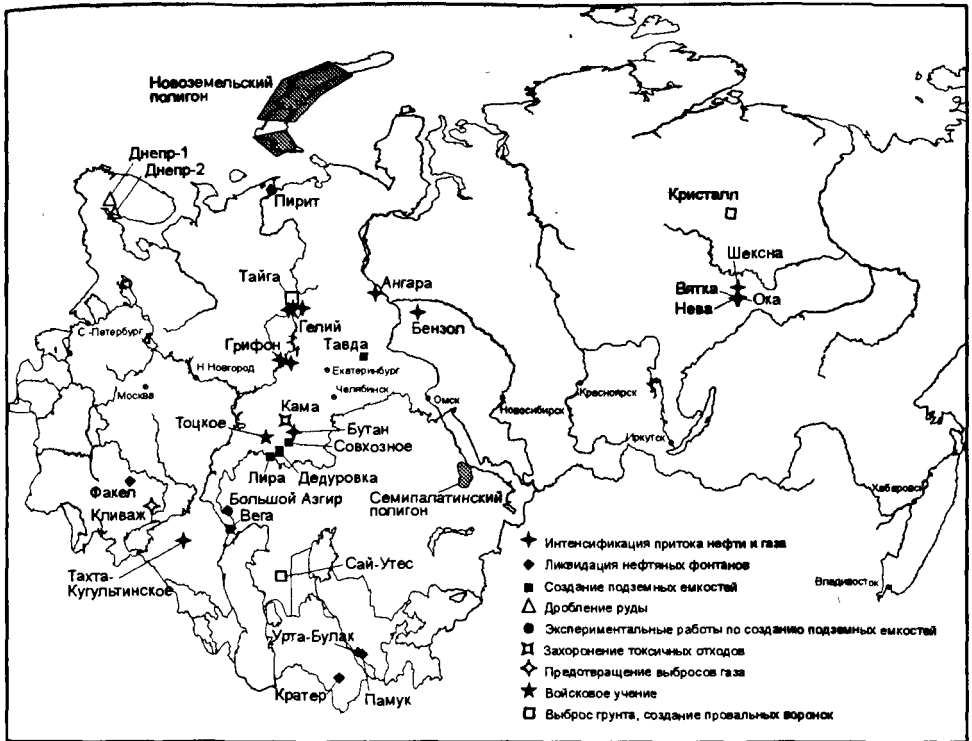 Новоземельский
полигон
Днепр-1
Днепр-2
Пирит
Кристалл
Шексна
Вятка
Ока
Нева
Тайга
Ангара
Гелий
Бензол
Грифон
Тавда
С.-Петербург
Н Новгород
Екатеринбург
Москва
Челябинск
Омск
Новосибирск
Красноярск
Иркутск
Кама
Тоцкое
Бутан
Совхозное
Лира
Дедуровка
Факел
Кливаж
Большой Азгир
Вега
Семипалатинский
полигон
Хабаровск
Тахта-
Кугультинское
Сай-Утес
Владивосток
Урта-Булак
Кратер
Памук
Интенсификация притока нефти и газа
Ликвидация нефтяных фонтанов
Создание подземных емкостей
Дробление руды
Экспериментальные работы по созданию подземных емкостей
Захоронение токсичных отходов
Предотвращение выбросов газа
Войсковое учение
Выброс грунта, создание провальных воронок